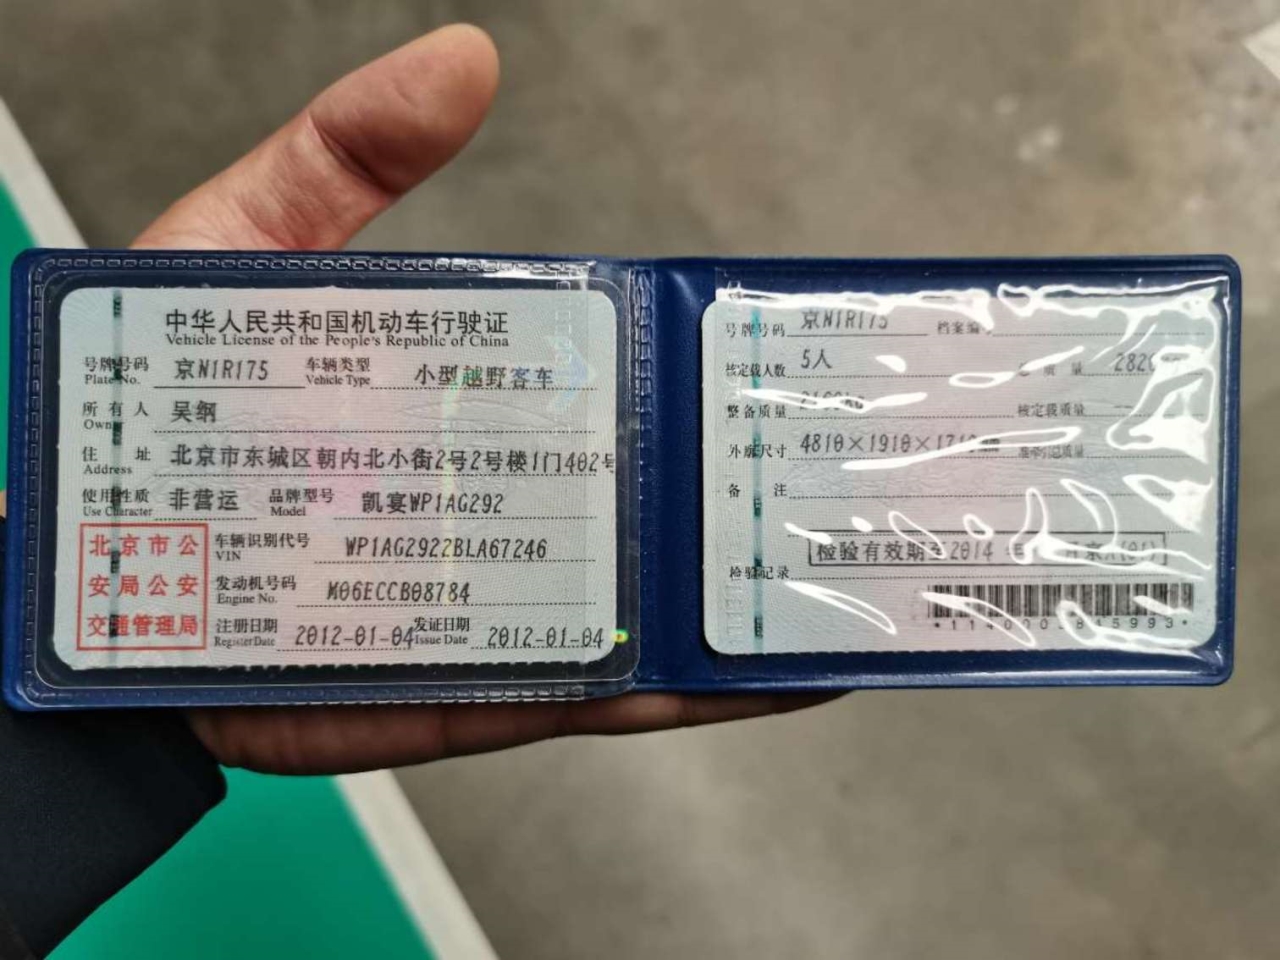 中华人民共和国机动车行驶证
Vehicle License of the People's Republic of China
号牌号码 京N1R175 车辆类型 小型越野客车
Plate No. Vehicle Type
所有人 吴纲
Owner
住址 北京市东城区朝内北小街2号2号楼1门402号
Address
使用性质 非营运 品牌型号 凯宴WP1AG292
Use Character Model
北京市公
安局公安
交通管理局
车辆识别代号 WP1AG2922BLA67246
VIN
发动机号码 M06ECCB08784
Engine No.
注册日期 2012-01-04 发证日期 2012-01-04
Register Date Issue Date
号牌号码 京N1R175 档案编号
核定载人数 5人 总质量
整备质量 核定载质量 --
外廓尺寸 4810×1910×
备注
检验有效期至2014 年
检验记录